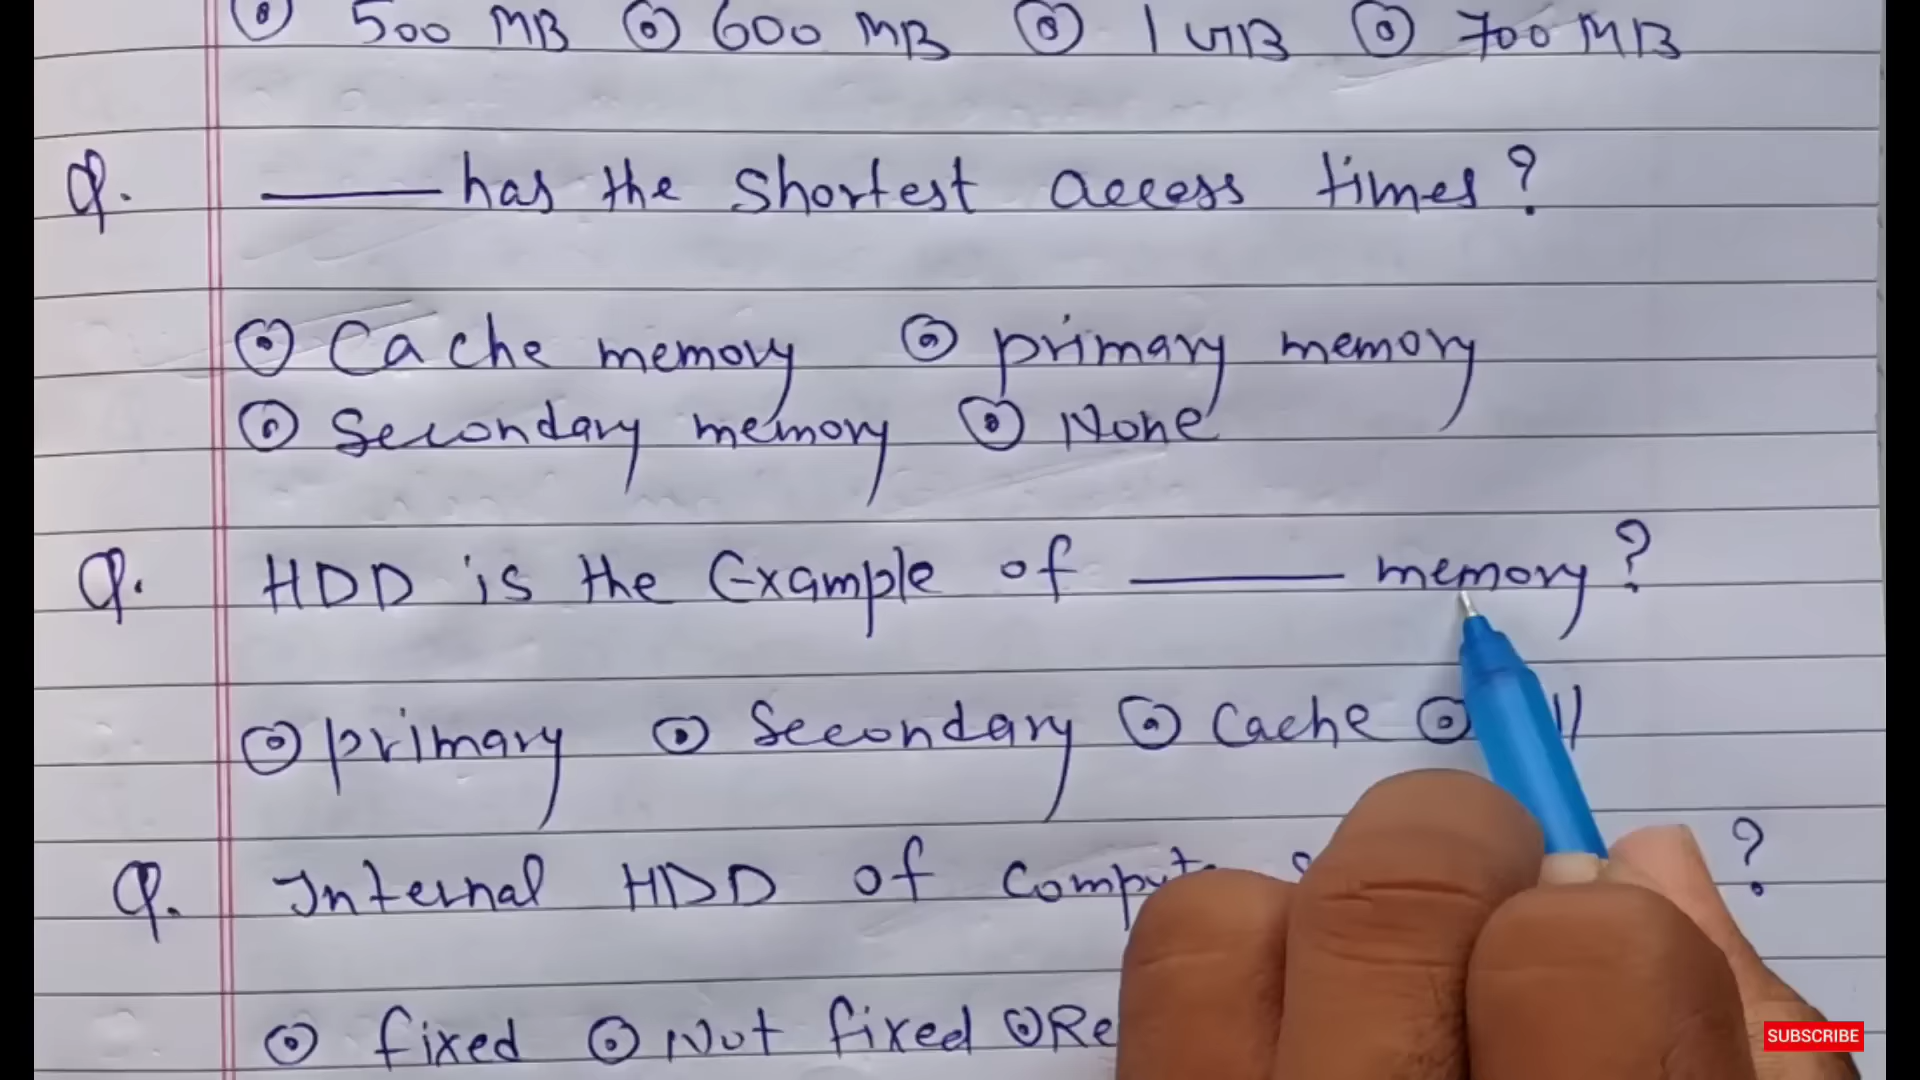 500 MB 600 MB 1 GB 700 MB
Q. ____ has the shortest access times?
Cache memory primary memory
Secondary memory None
Q. HDD is the Example of ____ memory?
primary Secondary Cache
Q. Internal HDD of ?
fixed Not fixed
SUBSCRIBE